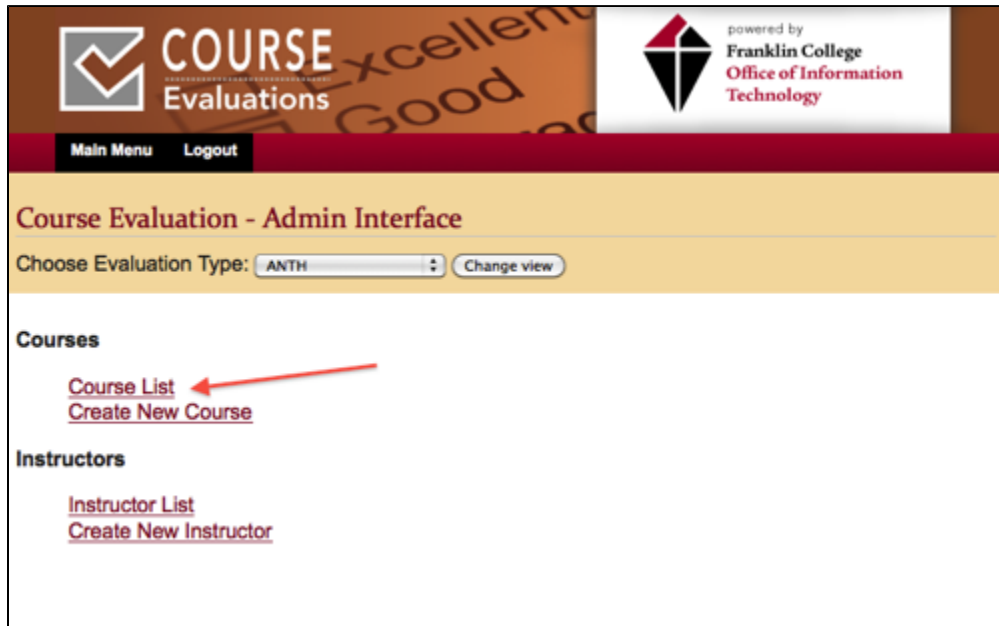 COURSE
Evaluations
Excellent
Good
powered by
Franklin College
Office of Information
Technology
Main Menu Logout
Course Evaluation - Admin Interface
Choose Evaluation Type: ANTH Change view
Courses
Course List
Create New Course
Instructors
Instructor List
Create New Instructor